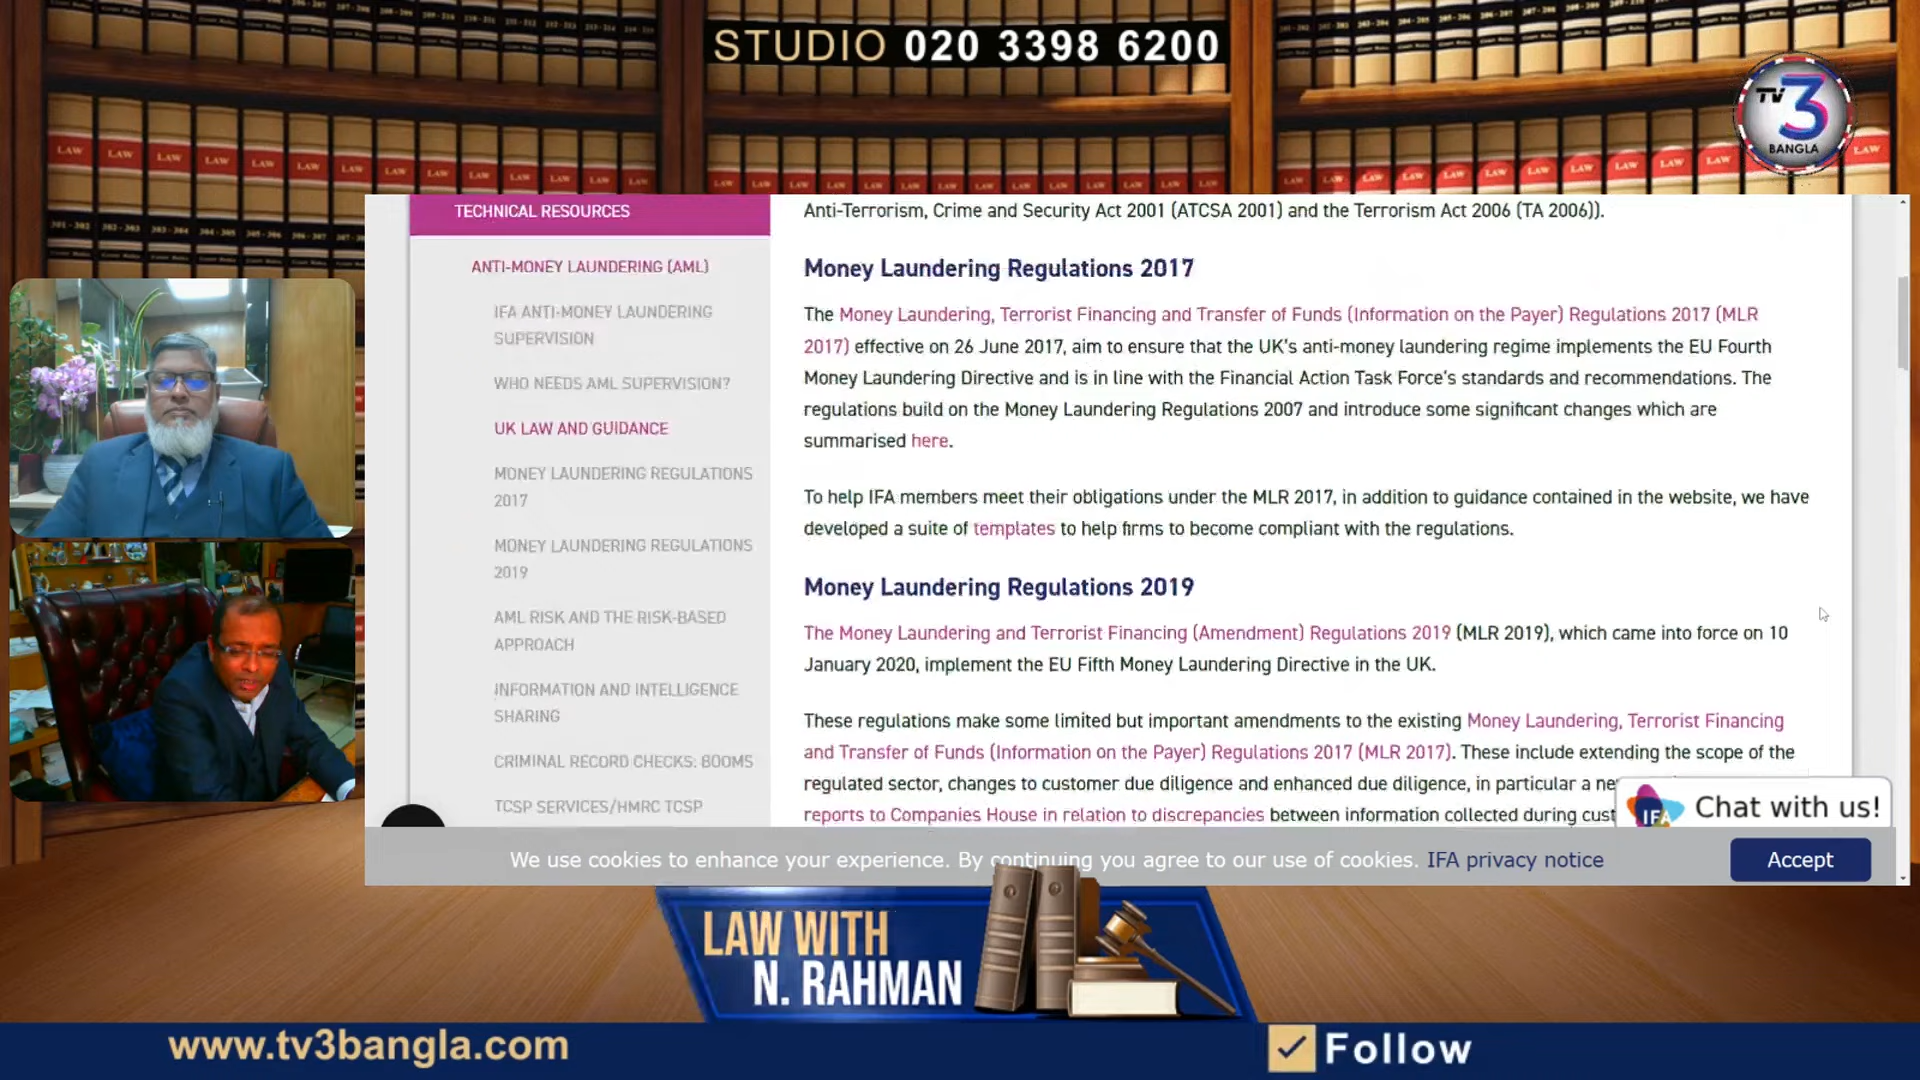 STUDIO 020 3398 6200
TV 3
BANGLA
LAW LAW LAW LAW LAW LAW LAW LAW LAW LAW LAW LAW LAW
TECHNICAL RESOURCES
ANTI-MONEY LAUNDERING (AML)
IFA ANTI-MONEY LAUNDERING
SUPERVISION
WHO NEEDS AML SUPERVISION?
UK LAW AND GUIDANCE
MONEY LAUNDERING REGULATIONS
2017
MONEY LAUNDERING REGULATIONS
2019
AML RISK AND THE RISK-BASED
APPROACH
INFORMATION AND INTELLIGENCE
SHARING
CRIMINAL RECORD CHECKS: BOOMS
TCSP SERVICES/HMRC TCSP
Anti-Terrorism, Crime and Security Act 2001 (ATCSA 2001) and the Terrorism Act 2006 (TA 2006)).
Money Laundering Regulations 2017
The Money Laundering, Terrorist Financing and Transfer of Funds (Information on the Payer) Regulations 2017 (MLR
2017) effective on 26 June 2017, aim to ensure that the UK's anti-money laundering regime implements the EU Fourth
Money Laundering Directive and is in line with the Financial Action Task Force's standards and recommendations. The
regulations build on the Money Laundering Regulations 2007 and introduce some significant changes which are
summarised here.
To help IFA members meet their obligations under the MLR 2017, in addition to guidance contained in the website, we have
developed a suite of templates to help firms to become compliant with the regulations.
Money Laundering Regulations 2019
The Money Laundering and Terrorist Financing (Amendment) Regulations 2019 (MLR 2019), which came into force on 10
January 2020, implement the EU Fifth Money Laundering Directive in the UK.
These regulations make some limited but important amendments to the existing Money Laundering, Terrorist Financing
and Transfer of Funds (Information on the Payer) Regulations 2017 (MLR 2017). These include extending the scope of the
regulated sector, changes to customer due diligence and enhanced due diligence, in particular a
reports to Companies House in relation to discrepancies between information collected during
IFA Chat with us!
We use cookies to enhance your experience. By continuing you agree to our use of cookies. IFA privacy notice
Accept
LAW WITH
N. RAHMAN
www.tv3bangla.com
Follow